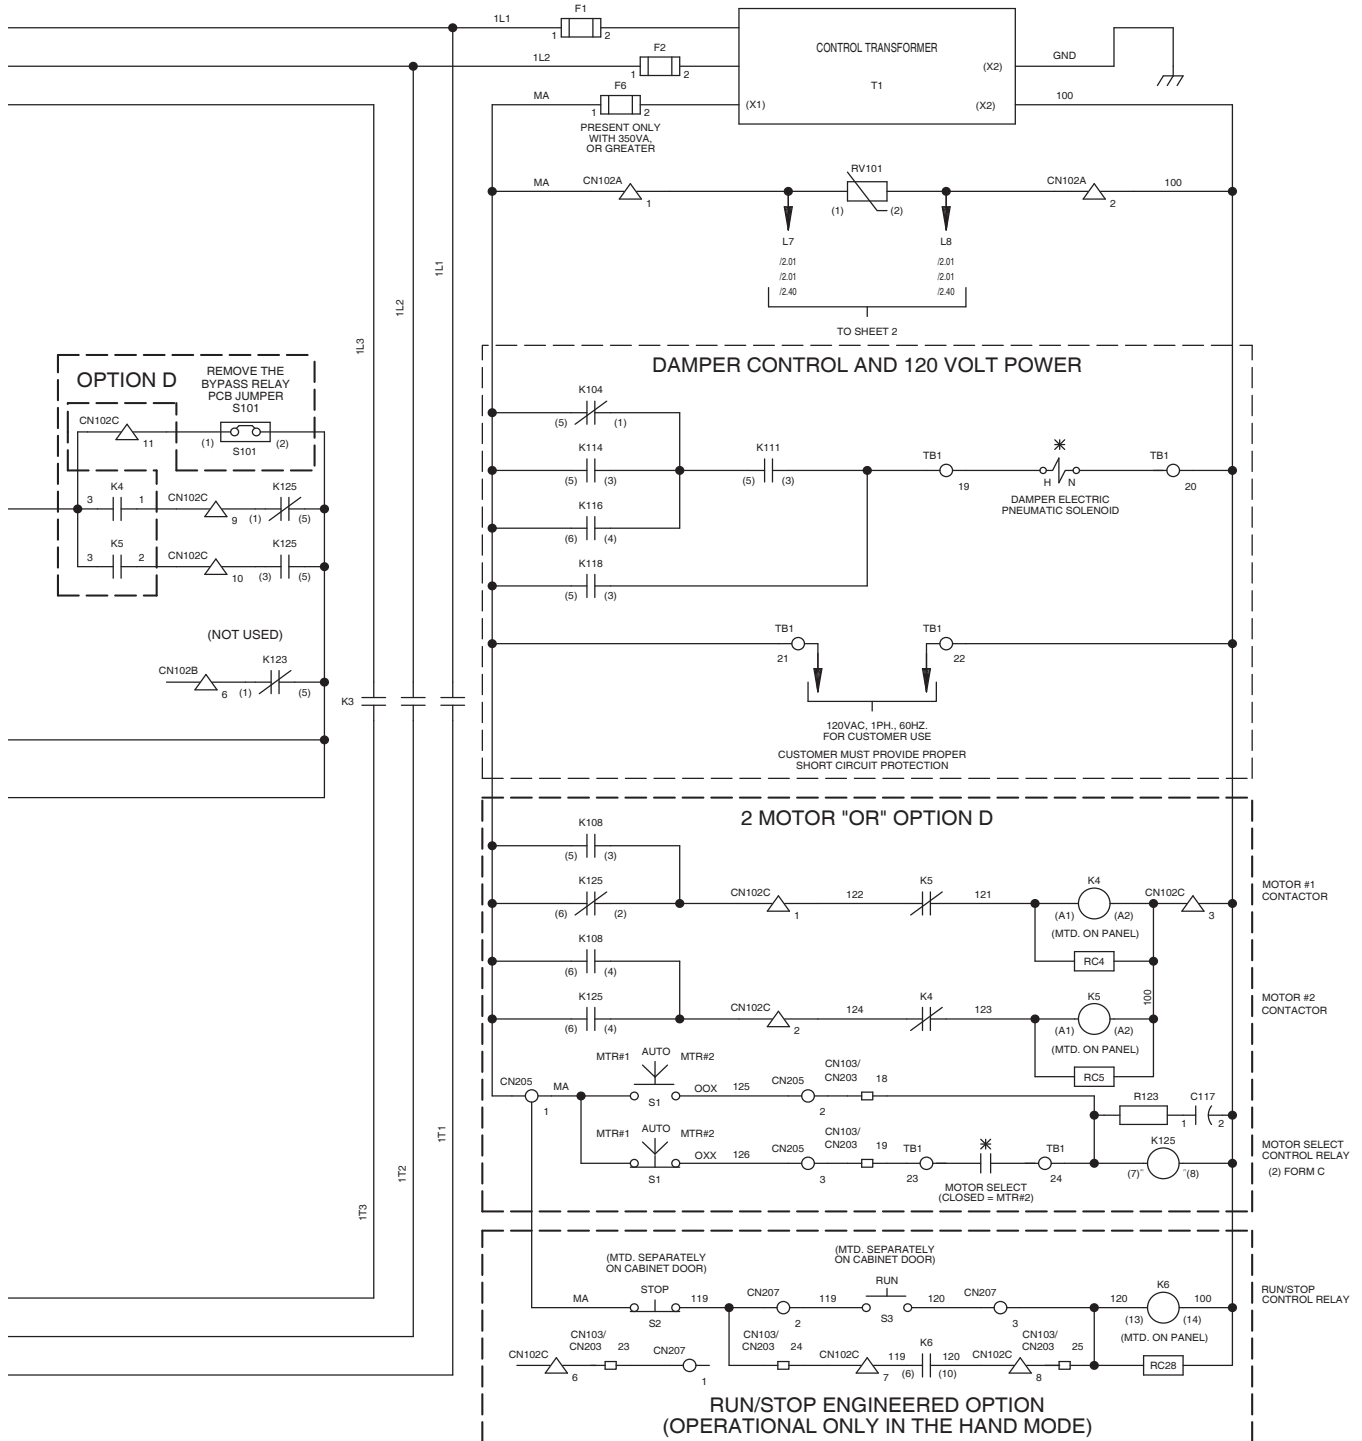 F1
1L1
1
2
F2
1L2
1
2
CONTROL TRANSFORMER
T1
(X2)
GND
F6
MA
1
2
(X1)
(X2)
100
PRESENT ONLY
WITH 350VA,
OR GREATER
MA
CN102A
1
RV101
(1)
(2)
CN102A
2
100
L7
/2.01
/2.01
/2.40
L8
/2.01
/2.01
/2.40
TO SHEET 2
1L3
1L2
1L1
OPTION D
REMOVE THE
BYPASS RELAY
PCB JUMPER
S101
CN102C
11
(1)
(2)
S101
K4
3
1
CN102C
9
K125
(1)
(5)
K5
3
2
CN102C
10
K125
(3)
(5)
(NOT USED)
CN102B
6
K123
(1)
(5)
K3
DAMPER CONTROL AND 120 VOLT POWER
K104
(5)
(1)
K114
(5)
(3)
K111
(5)
(3)
TB1
19
H
N
DAMPER ELECTRIC
PNEUMATIC SOLENOID
TB1
20
K116
(6)
(4)
K118
(5)
(3)
TB1
21
TB1
22
120VAC, 1PH., 60HZ.
FOR CUSTOMER USE
CUSTOMER MUST PROVIDE PROPER
SHORT CIRCUIT PROTECTION
2 MOTOR "OR" OPTION D
K108
(5)
(3)
K125
(6)
(2)
CN102C
1
122
K5
121
K4
(A1)
(A2)
(MTD. ON PANEL)
CN102C
3
MOTOR #1
CONTACTOR
RC4
K108
(6)
(4)
K125
(6)
(4)
CN102C
2
124
K4
123
K5
(A1)
(A2)
(MTD. ON PANEL)
100
MOTOR #2
CONTACTOR
RC5
CN205
1
MA
MTR#1
AUTO
MTR#2
S1
OOX
125
CN205
2
CN103/
CN203
18
R123
1
C117
2
MTR#1
AUTO
MTR#2
S1
OXX
126
CN205
3
CN103/
CN203
19
TB1
23
MOTOR SELECT
(CLOSED = MTR#2)
TB1
24
K125
(7)-
-(8)
MOTOR SELECT
CONTROL RELAY
(2) FORM C
1T3
1T2
1T1
(MTD. SEPARATELY
ON CABINET DOOR)
(MTD. SEPARATELY
ON CABINET DOOR)
MA
STOP
S2
119
CN207
2
119
RUN
S3
120
CN207
3
120
K6
100
(13)
(14)
(MTD. ON PANEL)
RUN/STOP
CONTROL RELAY
CN102C
6
CN103/
CN203
23
CN207
1
CN103/
CN203
24
CN102C
7
119
K6
120
(6)
(10)
CN102C
8
CN103/
CN203
25
RC28
RUN/STOP ENGINEERED OPTION
(OPERATIONAL ONLY IN THE HAND MODE)